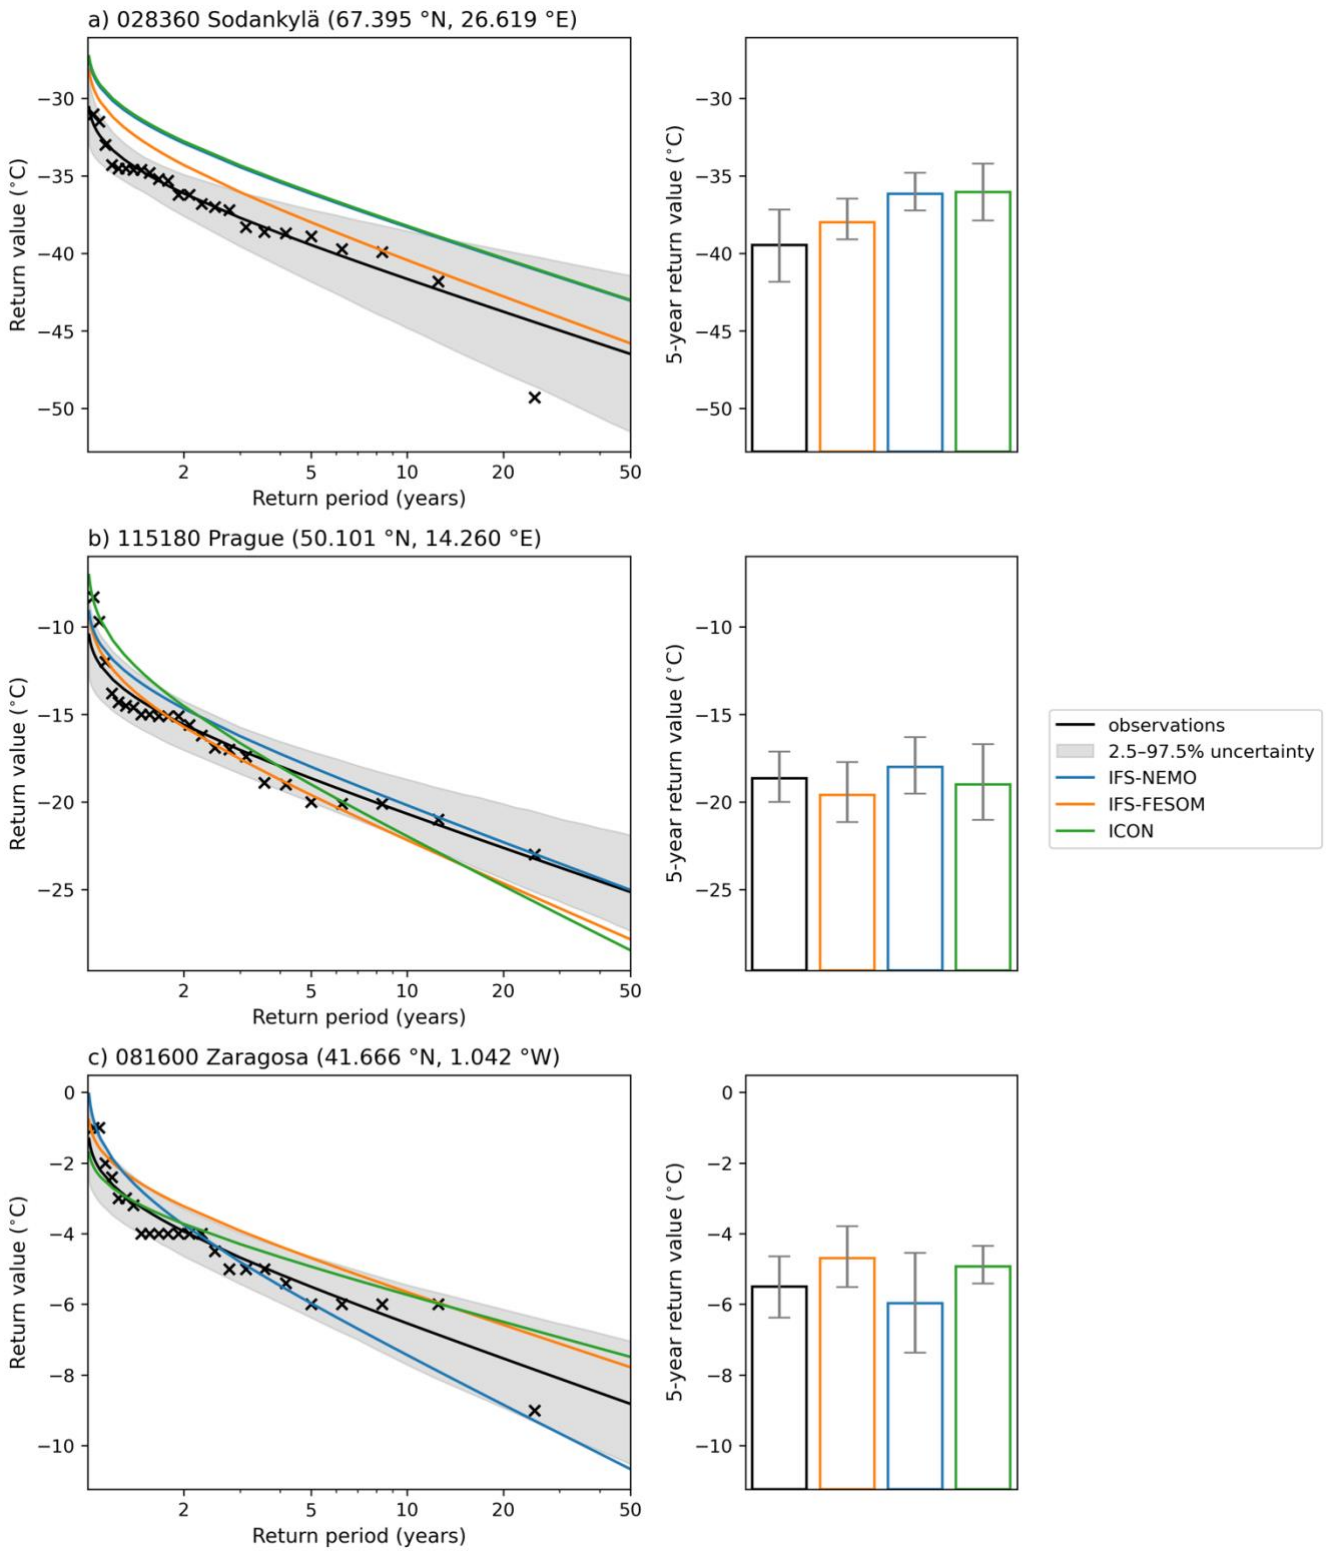 a) 028360 Sodankylä (67.395 °N, 26.619 °E)
Return value (°C)
−30
−35
−40
−45
−50
2
5
10
20
50
Return period (years)
5-year return value (°C)
−30
−35
−40
−45
−50
b) 115180 Prague (50.101 °N, 14.260 °E)
Return value (°C)
−10
−15
−20
−25
2
5
10
20
50
Return period (years)
5-year return value (°C)
−10
−15
−20
−25
observations
2.5–97.5% uncertainty
IFS-NEMO
IFS-FESOM
ICON
c) 081600 Zaragosa (41.666 °N, 1.042 °W)
Return value (°C)
0
−2
−4
−6
−8
−10
2
5
10
20
50
Return period (years)
5-year return value (°C)
0
−2
−4
−6
−8
−10